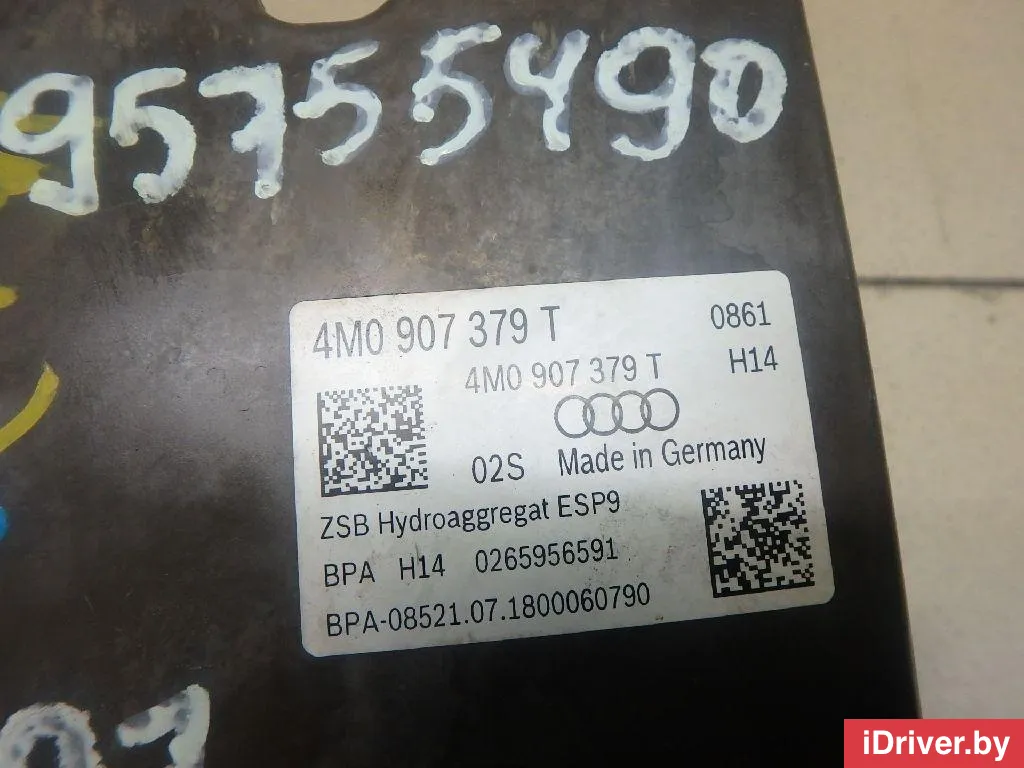 95755490
4M0 907 379 T 0861
4M0 907 379 T H14
02S Made in Germany
ZSB Hydroaggregat ESP9
BPA H14 0265956591
BPA-08521.07.1800060790
iDriver.by